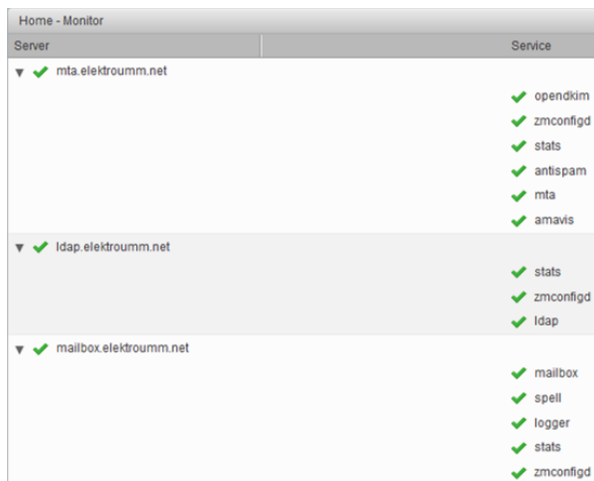 Home - Monitor
Server Service
mta.elektroumm.net
opendkim
zmconfigd
stats
antispam
mta
amavis
ldap.elektroumm.net
stats
zmconfigd
ldap
mailbox.elektroumm.net
mailbox
spell
logger
stats
zmconfigd